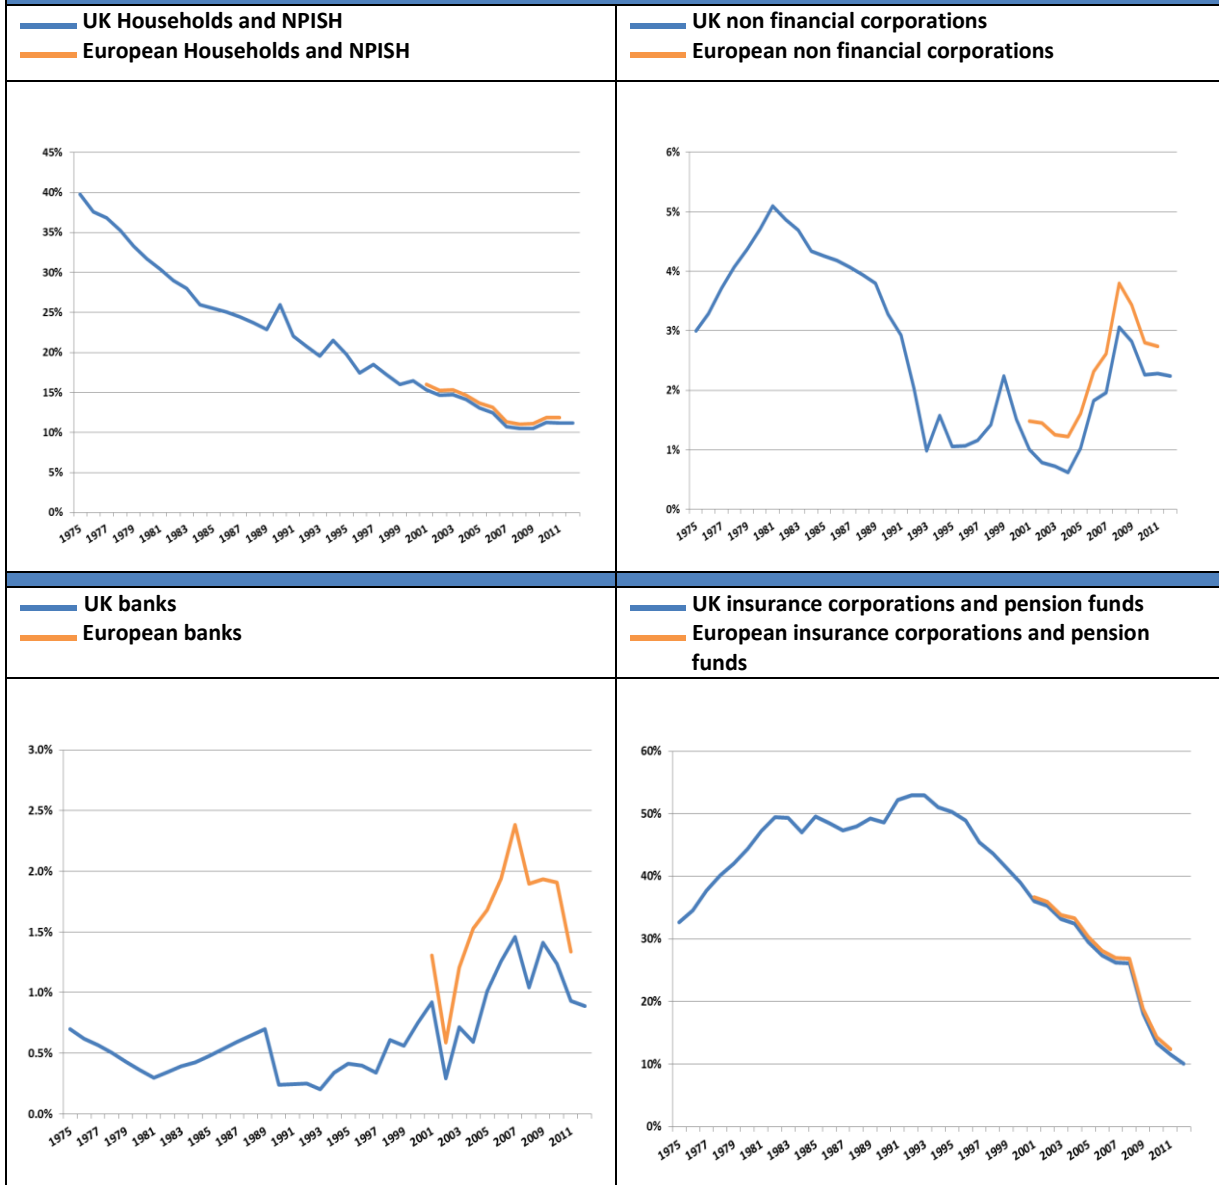 UK Households and NPISH
European Households and NPISH
UK non financial corporations
European non financial corporations
45%
40%
35%
30%
25%
20%
15%
10%
5%
0%
1975 1977 1979 1981 1983 1985 1987 1989 1991 1993 1995 1997 1999 2001 2003 2005 2007 2009 2011
6%
5%
4%
3%
2%
1%
0%
1975 1977 1979 1981 1983 1985 1987 1989 1991 1993 1995 1997 1999 2001 2003 2005 2007 2009 2011
UK banks
European banks
UK insurance corporations and pension funds
European insurance corporations and pension
funds
3.0%
2.5%
2.0%
1.5%
1.0%
0.5%
0.0%
1975 1977 1979 1981 1983 1985 1987 1989 1991 1993 1995 1997 1999 2001 2003 2005 2007 2009 2011
60%
50%
40%
30%
20%
10%
0%
1975 1977 1979 1981 1983 1985 1987 1989 1991 1993 1995 1997 1999 2001 2003 2005 2007 2009 2011